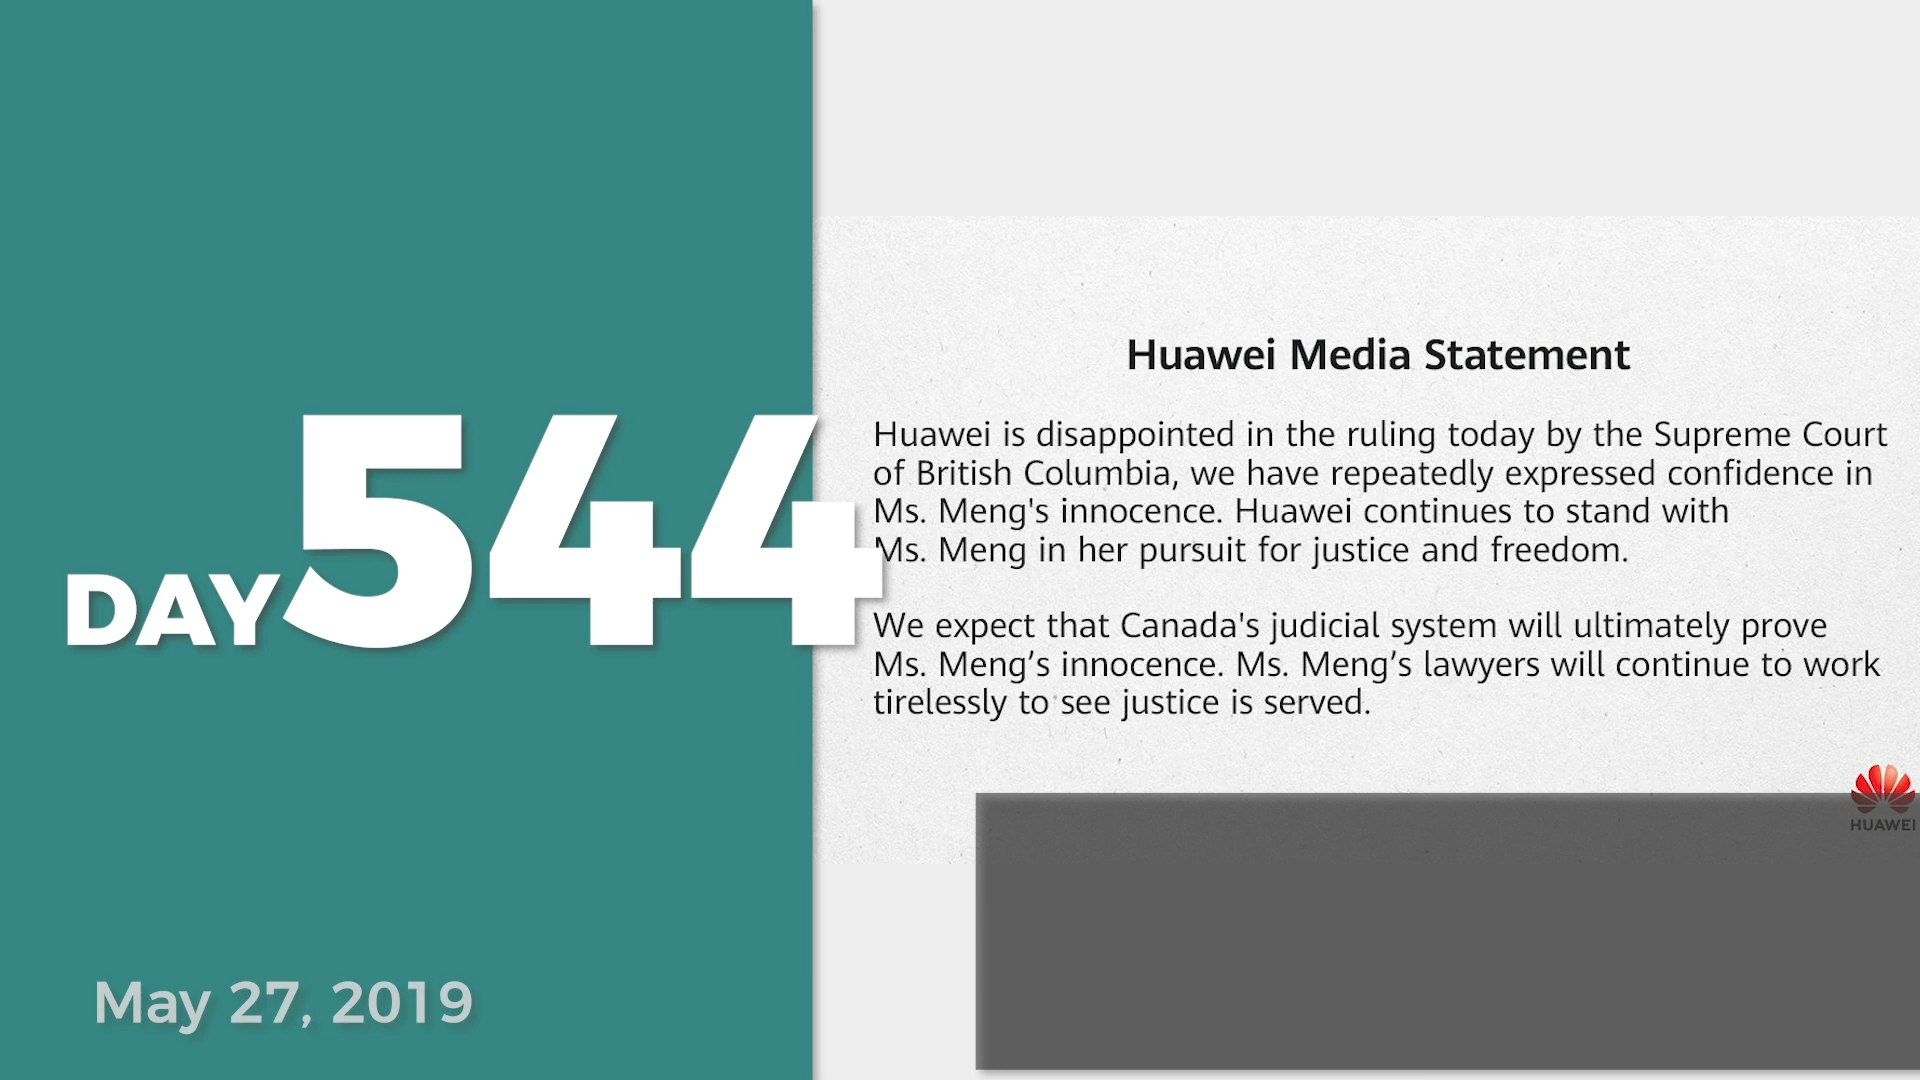 DAY 544
May 27, 2019
Huawei Media Statement
Huawei is disappointed in the ruling today by the Supreme Court
of British Columbia, we have repeatedly expressed confidence in
Ms. Meng's innocence. Huawei continues to stand with
Ms. Meng in her pursuit for justice and freedom.
We expect that Canada's judicial system will ultimately prove
Ms. Meng’s innocence. Ms. Meng’s lawyers will continue to work
tirelessly to see justice is served.
HUAWEI